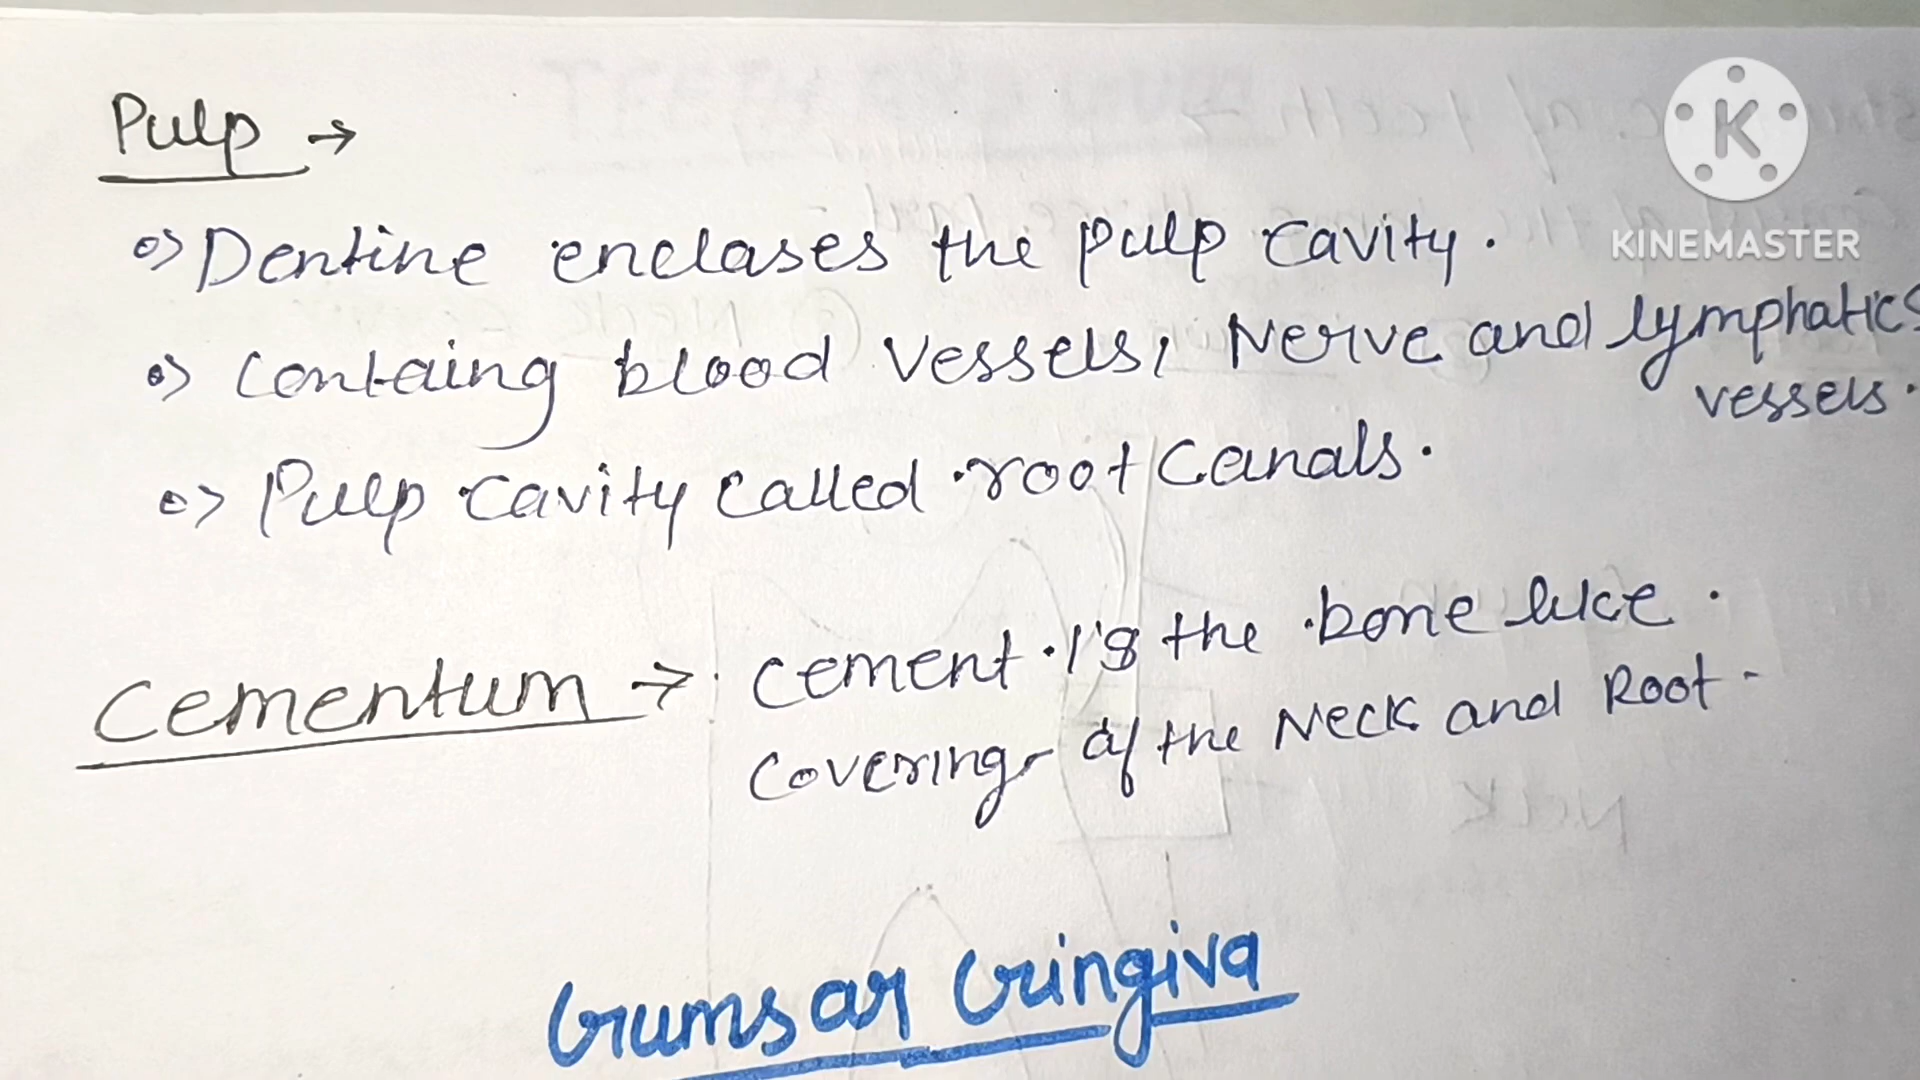 Pulp →
KINEMASTER
Dentine encloses the pulp cavity.
Containg blood vessels, Nerve and lymphatics
vessels.
Pulp cavity called root canals.
Cementum → cement is the bone like
covering of the Neck and Root
Gums or Gingiva